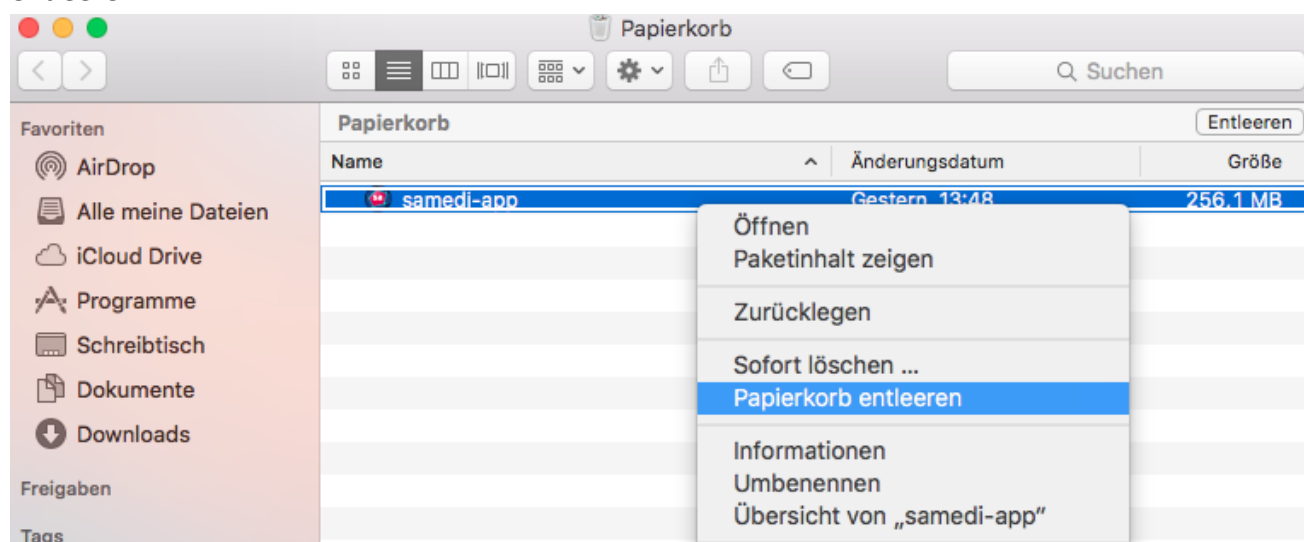 Papierkorb
Suchen
Favoriten
AirDrop
Alle meine Dateien
iCloud Drive
Programme
Schreibtisch
Dokumente
Downloads
Freigaben
Tags
Papierkorb
Entleeren
Name
Änderungsdatum
Größe
samedi-app
Gestern, 13:48
256,1 MB
Öffnen
Paketinhalt zeigen
Zurücklegen
Sofort löschen ...
Papierkorb entleeren
Informationen
Umbenennen
Übersicht von „samedi-app“